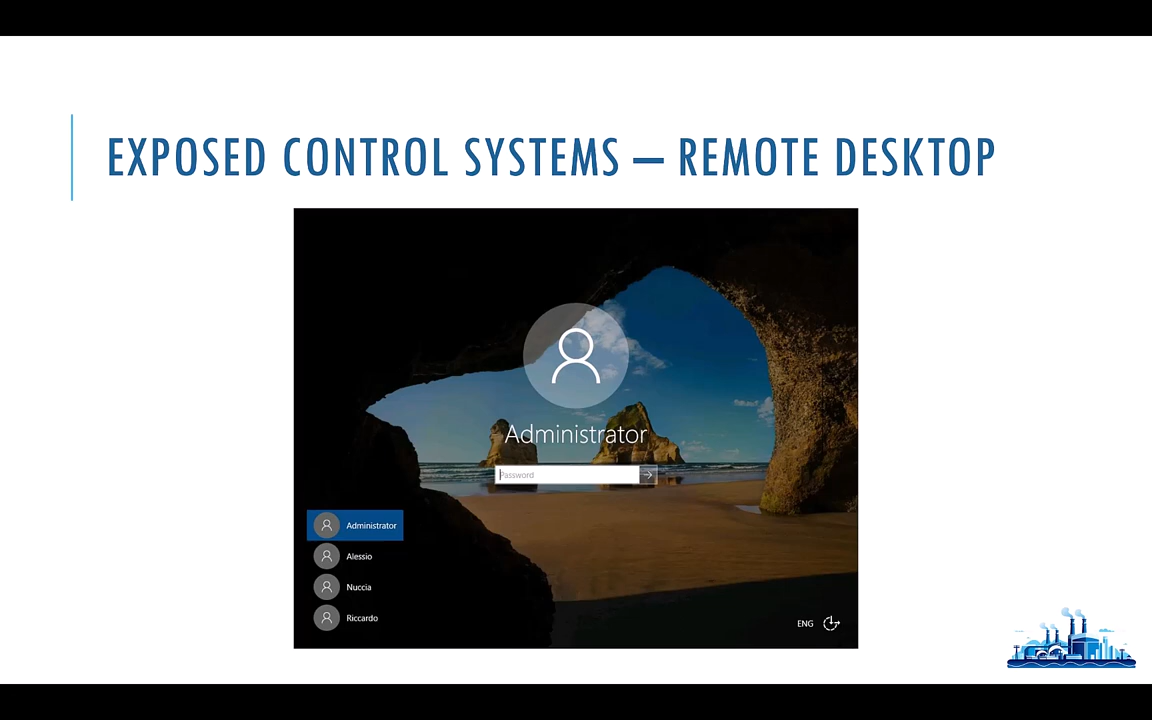 EXPOSED CONTROL SYSTEMS — REMOTE DESKTOP
Administrator
Password
Administrator
Alessio
Nuccia
Riccardo
ENG